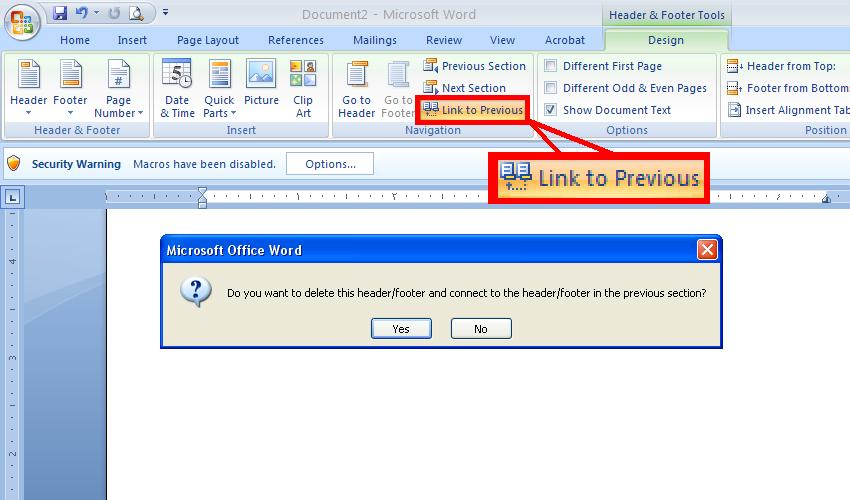 Document2 - Microsoft Word
Header & Footer Tools
Home Insert Page Layout References Mailings Review View Acrobat Design
Header
Footer
Page Number
Header & Footer
Date & Time
Quick Parts
Picture
Clip Art
Insert
Go to Header
Go to Footer
Previous Section
Next Section
Link to Previous
Navigation
Different First Page
Different Odd & Even Pages
Show Document Text
Options
Header from Top:
Footer from Bottom
Insert Alignment Tab
Position
Security Warning Macros have been disabled. Options...
Link to Previous
Microsoft Office Word
Do you want to delete this header/footer and connect to the header/footer in the previous section?
Yes No